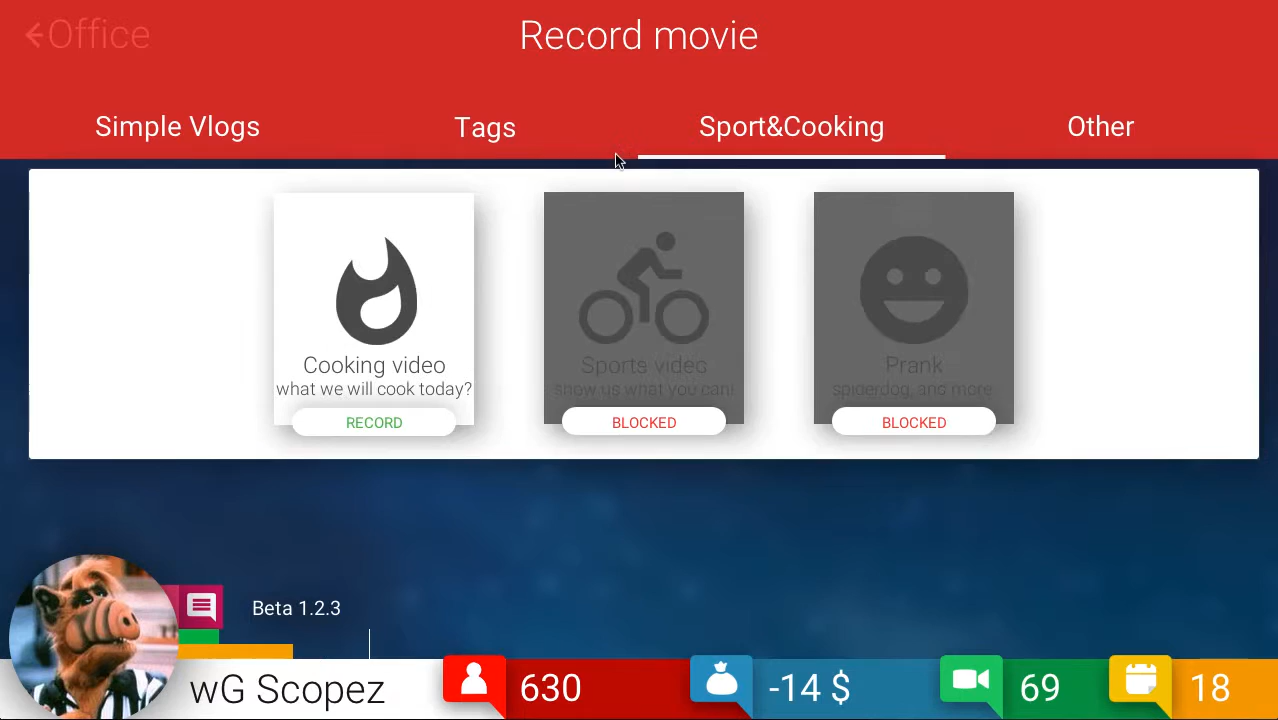 Office
Record movie
Simple Vlogs
Tags
Sport&Cooking
Other
Cooking video
what we will cook today?
RECORD
Sports video
show us what you can!
BLOCKED
Prank
spiderdog, and more
BLOCKED
Beta 1.2.3
wG Scopez
630
-14 $
69
18